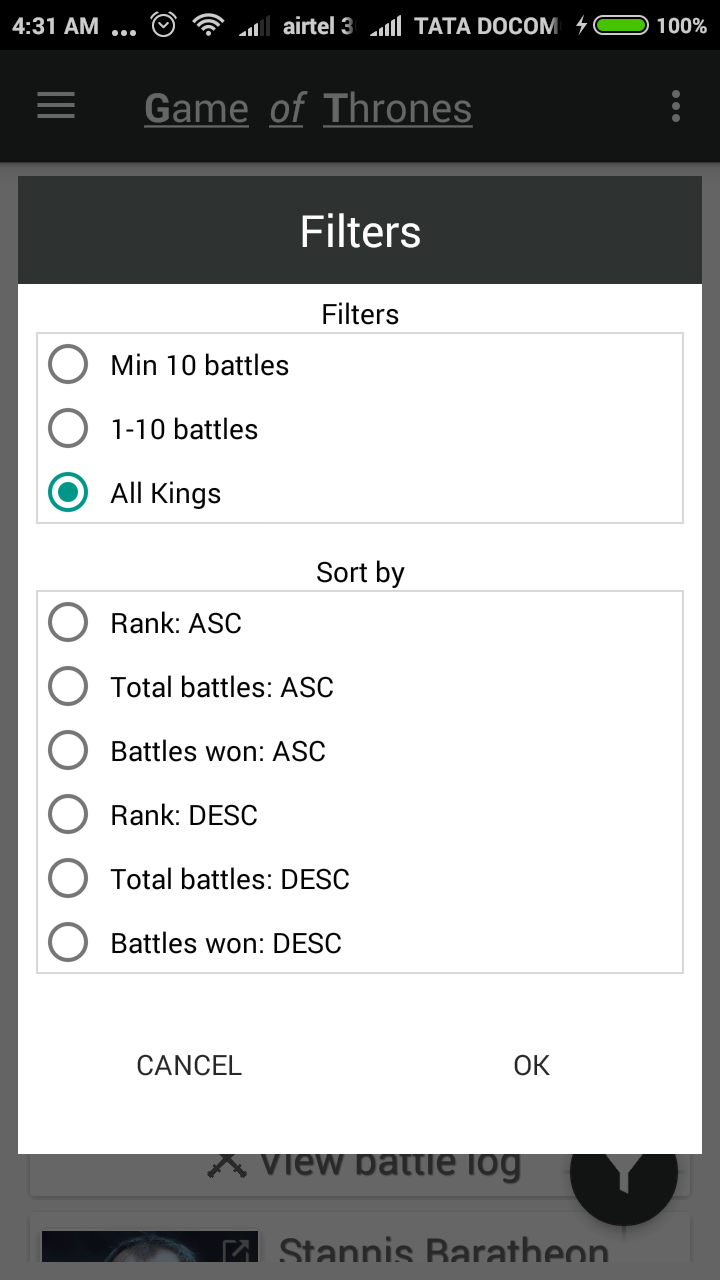 4:31 AM ... airtel 3 TATA DOCOM 100%
Game of Thrones
Filters
Filters
Min 10 battles
1-10 battles
All Kings
Sort by
Rank: ASC
Total battles: ASC
Battles won: ASC
Rank: DESC
Total battles: DESC
Battles won: DESC
CANCEL OK
View battle log
Stannis Baratheon